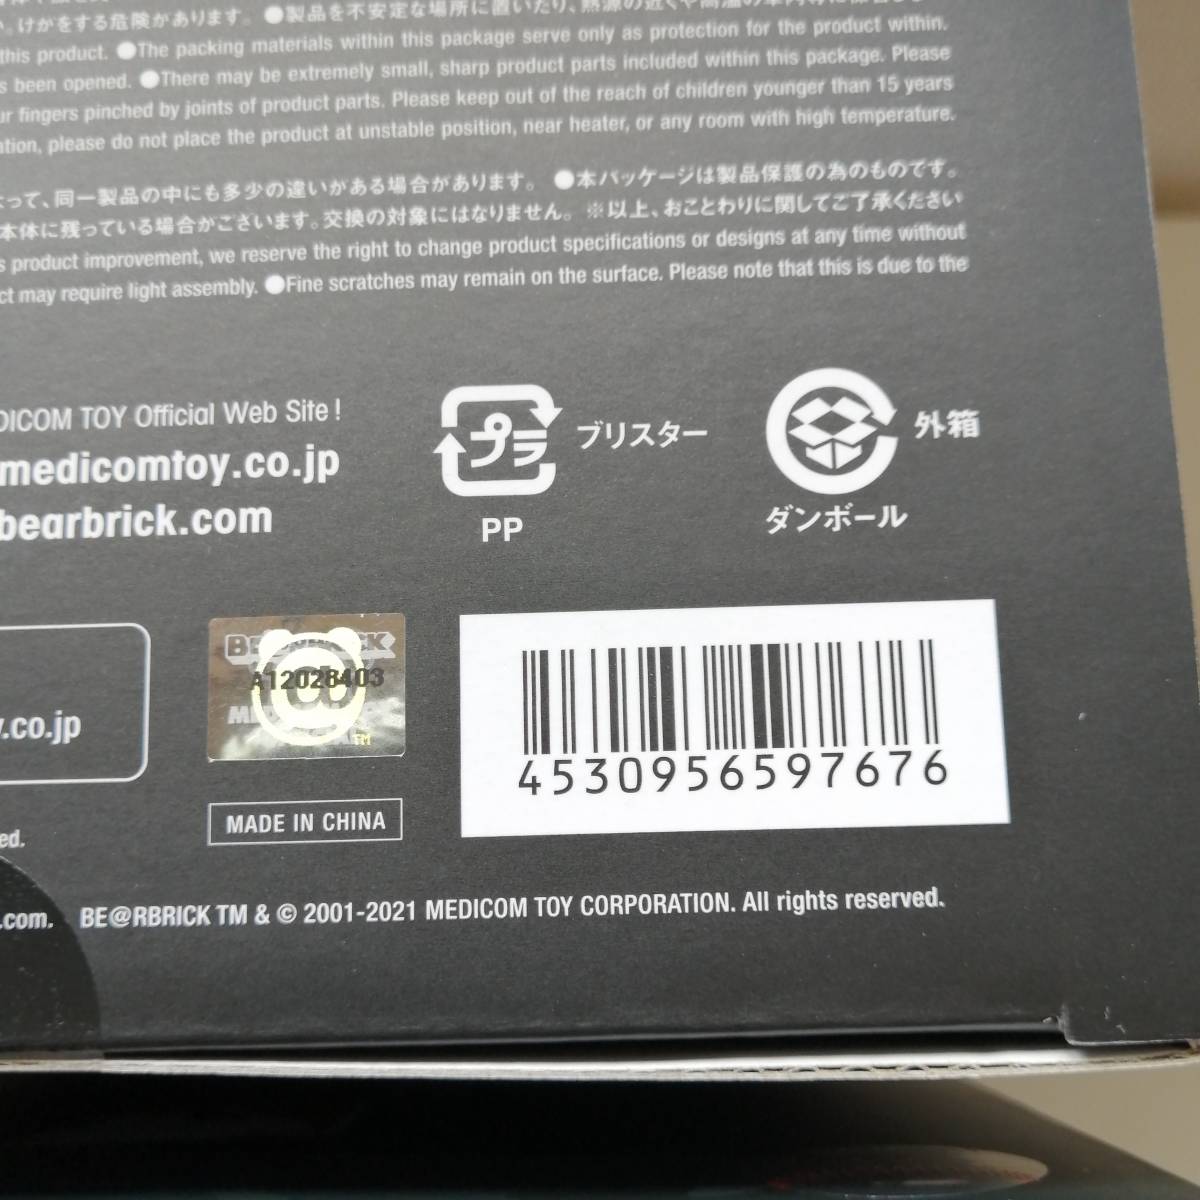 けがをする危険があります。 ●製品を不安定な場所に置いたり、熱源の近くや高温の
this product. ●The packing materials within this package serve only as protection for the product within.
s been opened. ●There may be extremely small, sharp product parts included within this package. Please
ur fingers pinched by joints of product parts. Please keep out of the reach of children younger than 15 years
ation, please do not place the product at unstable position, near heater, or any room with high temperature.
よって、同一製品の中にも多少の違いがある場合があります。 ●本パッケージは製品保護の為のものです。
本体に残っている場合がございます。交換の対象にはなりません。※以上、おことわりに関してご了承ください
s product improvement, we reserve the right to change product specifications or designs at any time without
ct may require light assembly. ●Fine scratches may remain on the surface. Please note that this is due to the
DICOM TOY Official Web Site !
medicomtoy.co.jp
bearbrick.com
プラ
ブリスター
PP
外箱
ダンボール
y.co.jp
BE@RBRICK
A12028403
TM
4530956597676
MADE IN CHINA
ed.
.com. BE@RBRICK TM & © 2001-2021 MEDICOM TOY CORPORATION. All rights reserved.